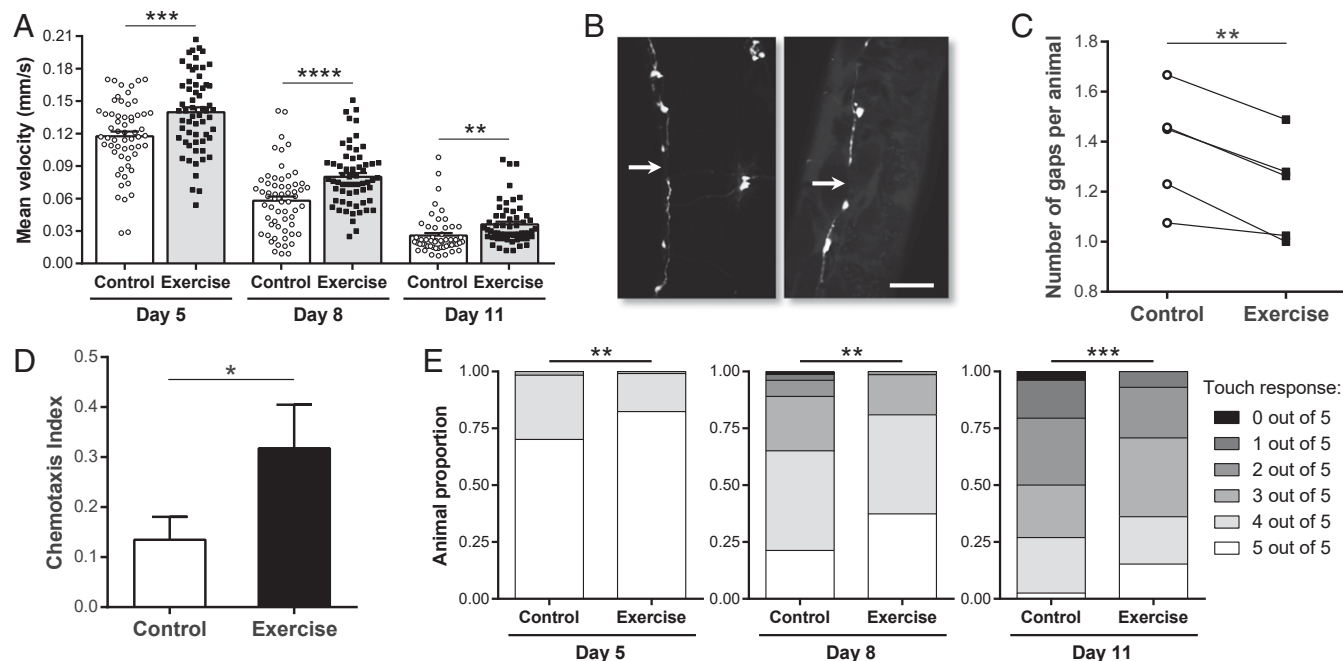 A
Mean velocity (mm/s)
0.21
0.18
0.15
0.12
0.09
0.06
0.03
0.00
***
****
**
Control Exercise Control Exercise Control Exercise
Day 5 Day 8 Day 11
B
C
Number of gaps per animal
1.8
1.6
1.4
1.2
1.0
0.8
**
Control Exercise
D
Chemotaxis Index
0.5
0.4
0.3
0.2
0.1
0.0
*
Control Exercise
E
Animal proportion
1.00
0.75
0.50
0.25
0.00
**
Control Exercise
Day 5
1.00
0.75
0.50
0.25
0.00
**
Control Exercise
Day 8
1.00
0.75
0.50
0.25
0.00
***
Control Exercise
Day 11
Touch response:
0 out of 5
1 out of 5
2 out of 5
3 out of 5
4 out of 5
5 out of 5